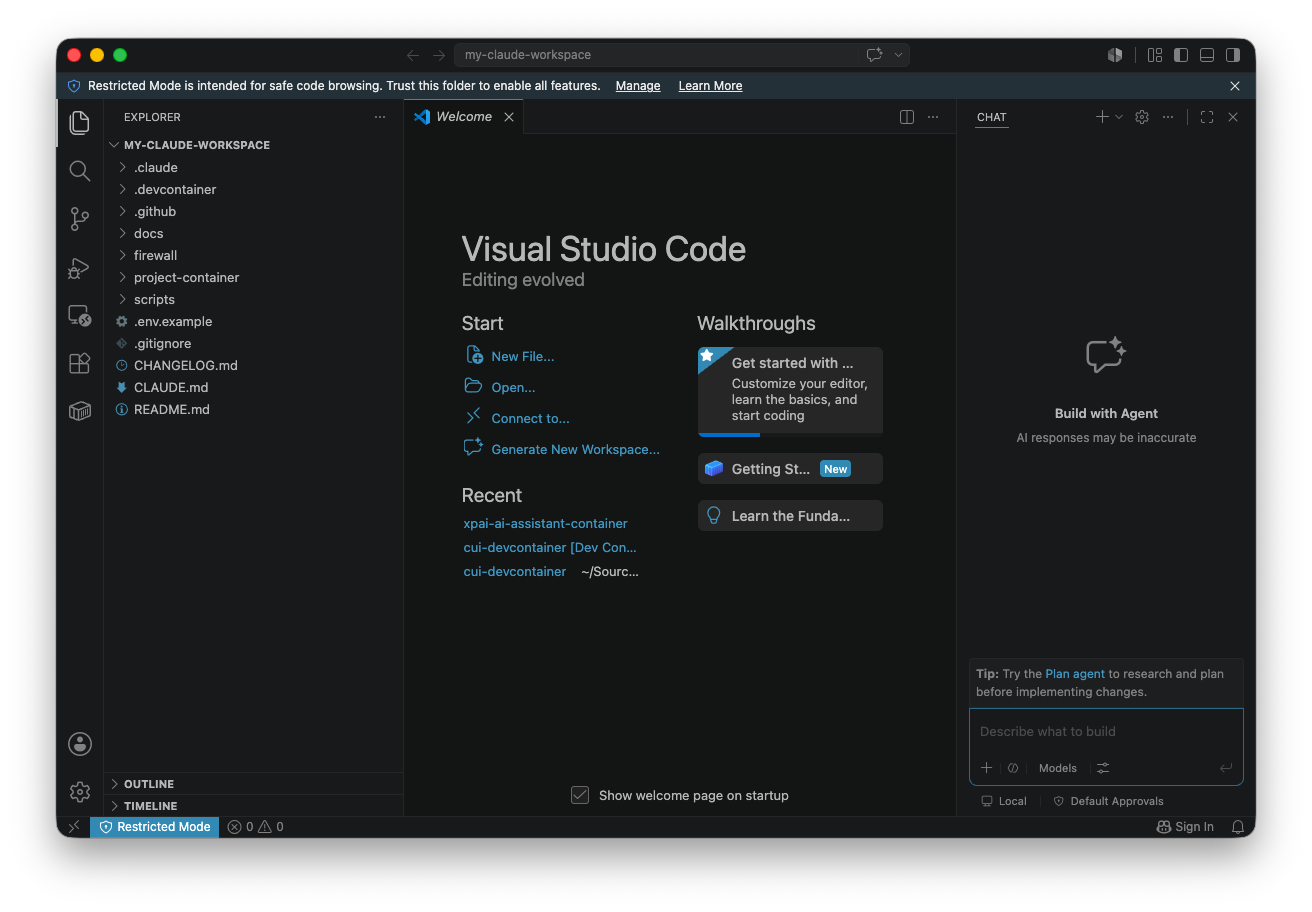 my-claude-workspace
Restricted Mode is intended for safe code browsing. Trust this folder to enable all features. Manage Learn More
EXPLORER
MY-CLAUDE-WORKSPACE
.claude
.devcontainer
.github
docs
firewall
project-container
scripts
.env.example
.gitignore
CHANGELOG.md
CLAUDE.md
README.md
OUTLINE
TIMELINE
Welcome
Visual Studio Code
Editing evolved
Start
New File...
Open...
Connect to...
Generate New Workspace...
Recent
xpai-ai-assistant-container
cui-devcontainer [Dev Con...
cui-devcontainer ~/Sourc...
Walkthroughs
Get started with ...
Customize your editor,
learn the basics, and
start coding
Getting St... New
Learn the Funda...
Show welcome page on startup
CHAT
Build with Agent
AI responses may be inaccurate
Tip: Try the Plan agent to research and plan
before implementing changes.
Describe what to build
Models
Local Default Approvals
Restricted Mode 0 0 Sign In